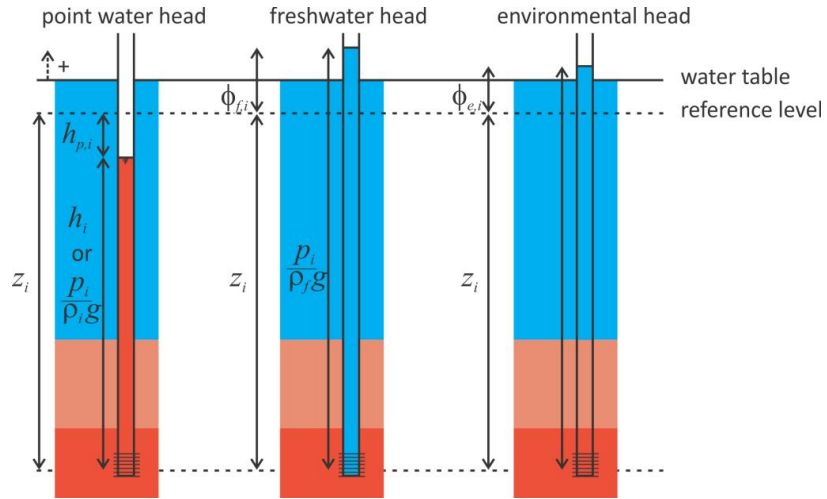 point water head
freshwater head
environmental head
+
water table
reference level
ϕf,i
ϕe,i
hp,i
hi
or
pi
ρig
zi
pi
ρfg
zi
zi